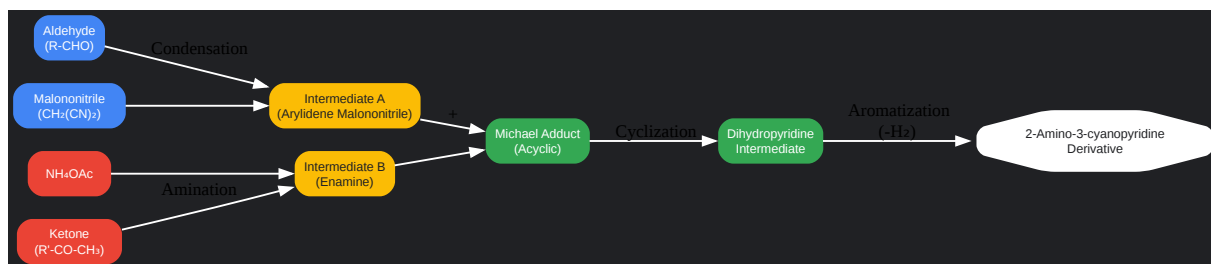 Aldehyde
(R-CHO)
Condensation
Malononitrile
(CH₂(CN)₂)
Intermediate A
(Arylidene Malononitrile)
+
NH₄OAc
Amination
Intermediate B
(Enamine)
Ketone
(R'-CO-CH₃)
Michael Adduct
(Acyclic)
Cyclization
Dihydropyridine
Intermediate
Aromatization
(-H₂)
2-Amino-3-cyanopyridine
Derivative